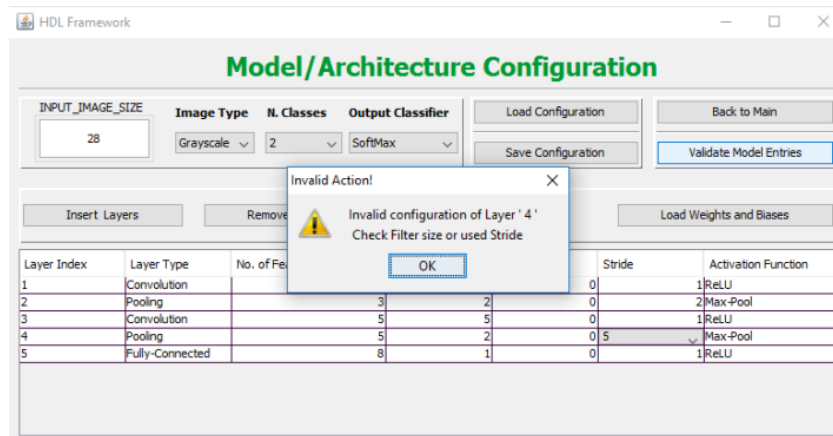 HDL Framework
Model/Architecture Configuration
INPUT_IMAGE_SIZE Image Type N. Classes Output Classifier Load Configuration Back to Main
28 Grayscale 2 SoftMax Save Configuration Validate Model Entries
Invalid Action!
Invalid configuration of Layer ' 4 '
Check Filter size or used Stride
OK
Insert Layers Remove Load Weights and Biases
Layer Index Layer Type No. of Fea Stride Activation Function
1 Convolution 0 1 ReLU
2 Pooling 3 2 0 2 Max-Pool
3 Convolution 5 5 0 1 ReLU
4 Pooling 5 2 0 5 Max-Pool
5 Fully-Connected 8 1 0 1 ReLU